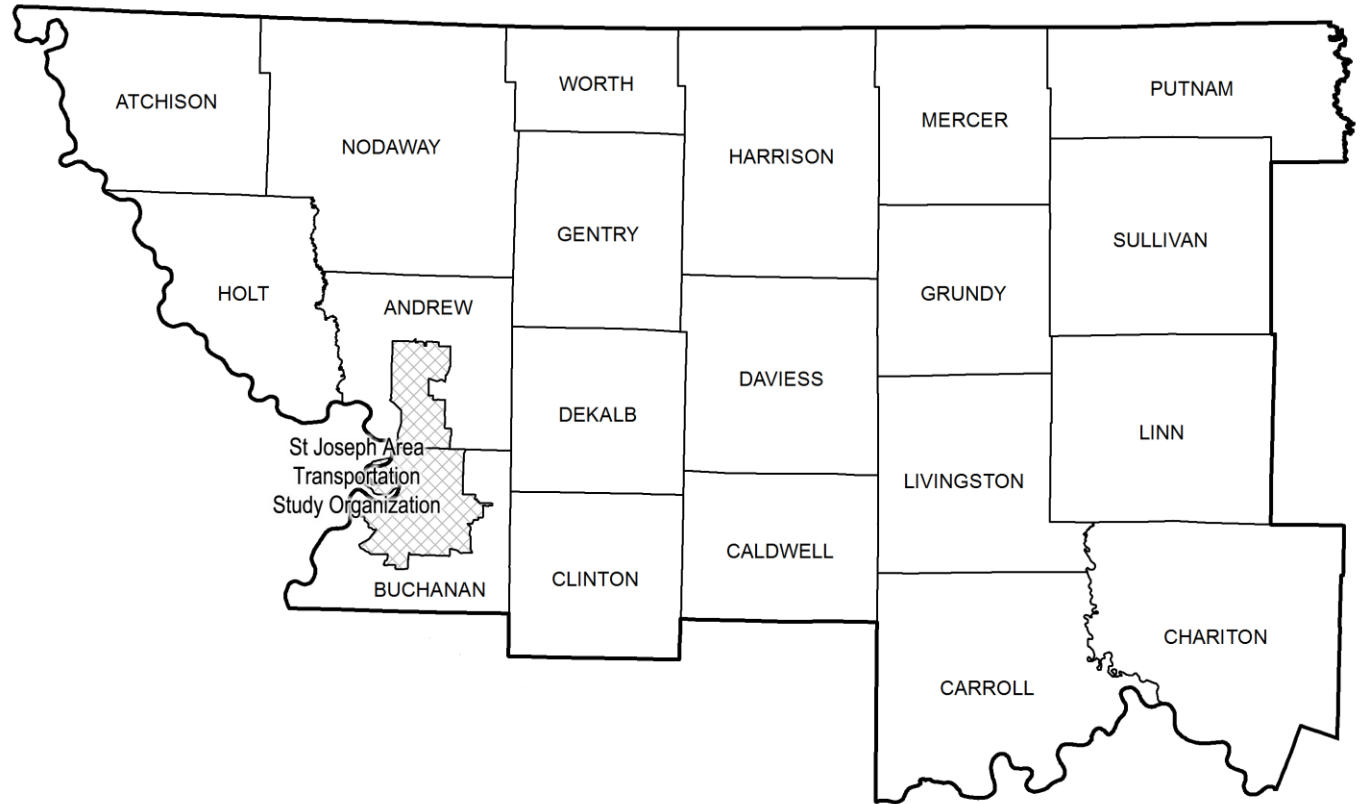 ATCHISON
NODAWAY
WORTH
HARRISON
MERCER
PUTNAM
HOLT
GENTRY
SULLIVAN
ANDREW
GRUNDY
DEKALB
DAVIESS
LINN
St Joseph Area
Transportation
Study Organization
LIVINGSTON
BUCHANAN
CLINTON
CALDWELL
CARROLL
CHARITON